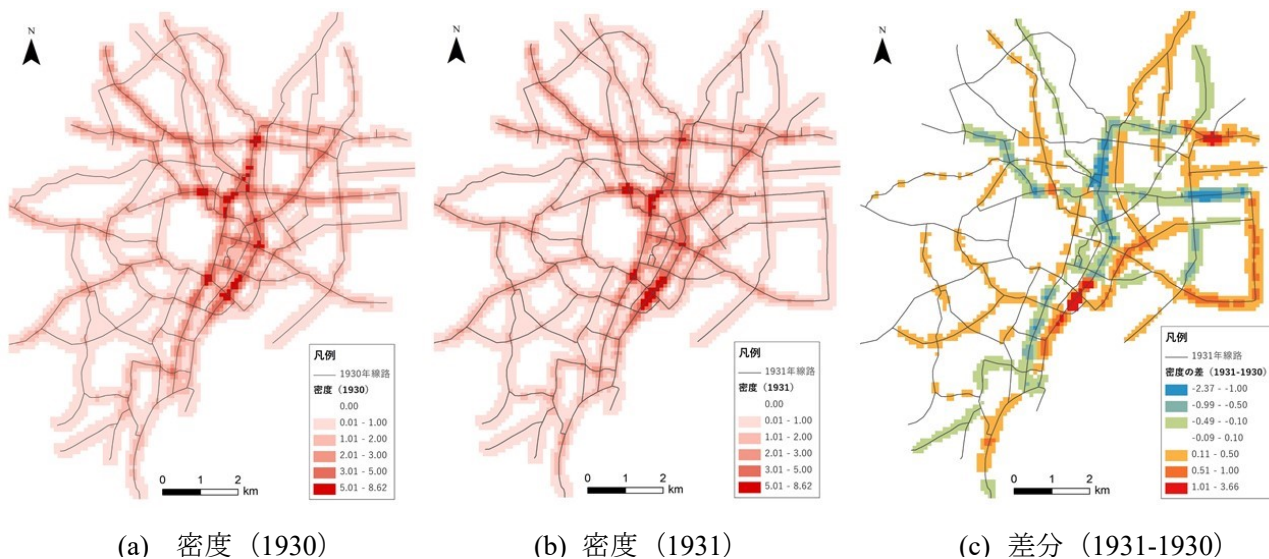 N
凡例
1930年線路
密度（1930）
0.00
0.01 - 1.00
1.01 - 2.00
2.01 - 3.00
3.01 - 5.00
5.01 - 8.62
0 1 2
km
(a) 密度（1930）
N
凡例
1931年線路
密度（1931）
0.00
0.01 - 1.00
1.01 - 2.00
2.01 - 3.00
3.01 - 5.00
5.01 - 8.62
0 1 2
km
(b) 密度（1931）
N
凡例
1931年線路
密度の差（1931-1930）
-2.37 - -1.00
-0.99 - -0.50
-0.49 - -0.10
-0.09 - 0.10
0.11 - 0.50
0.51 - 1.00
1.01 - 3.66
0 1 2
km
(c) 差分（1931-1930）